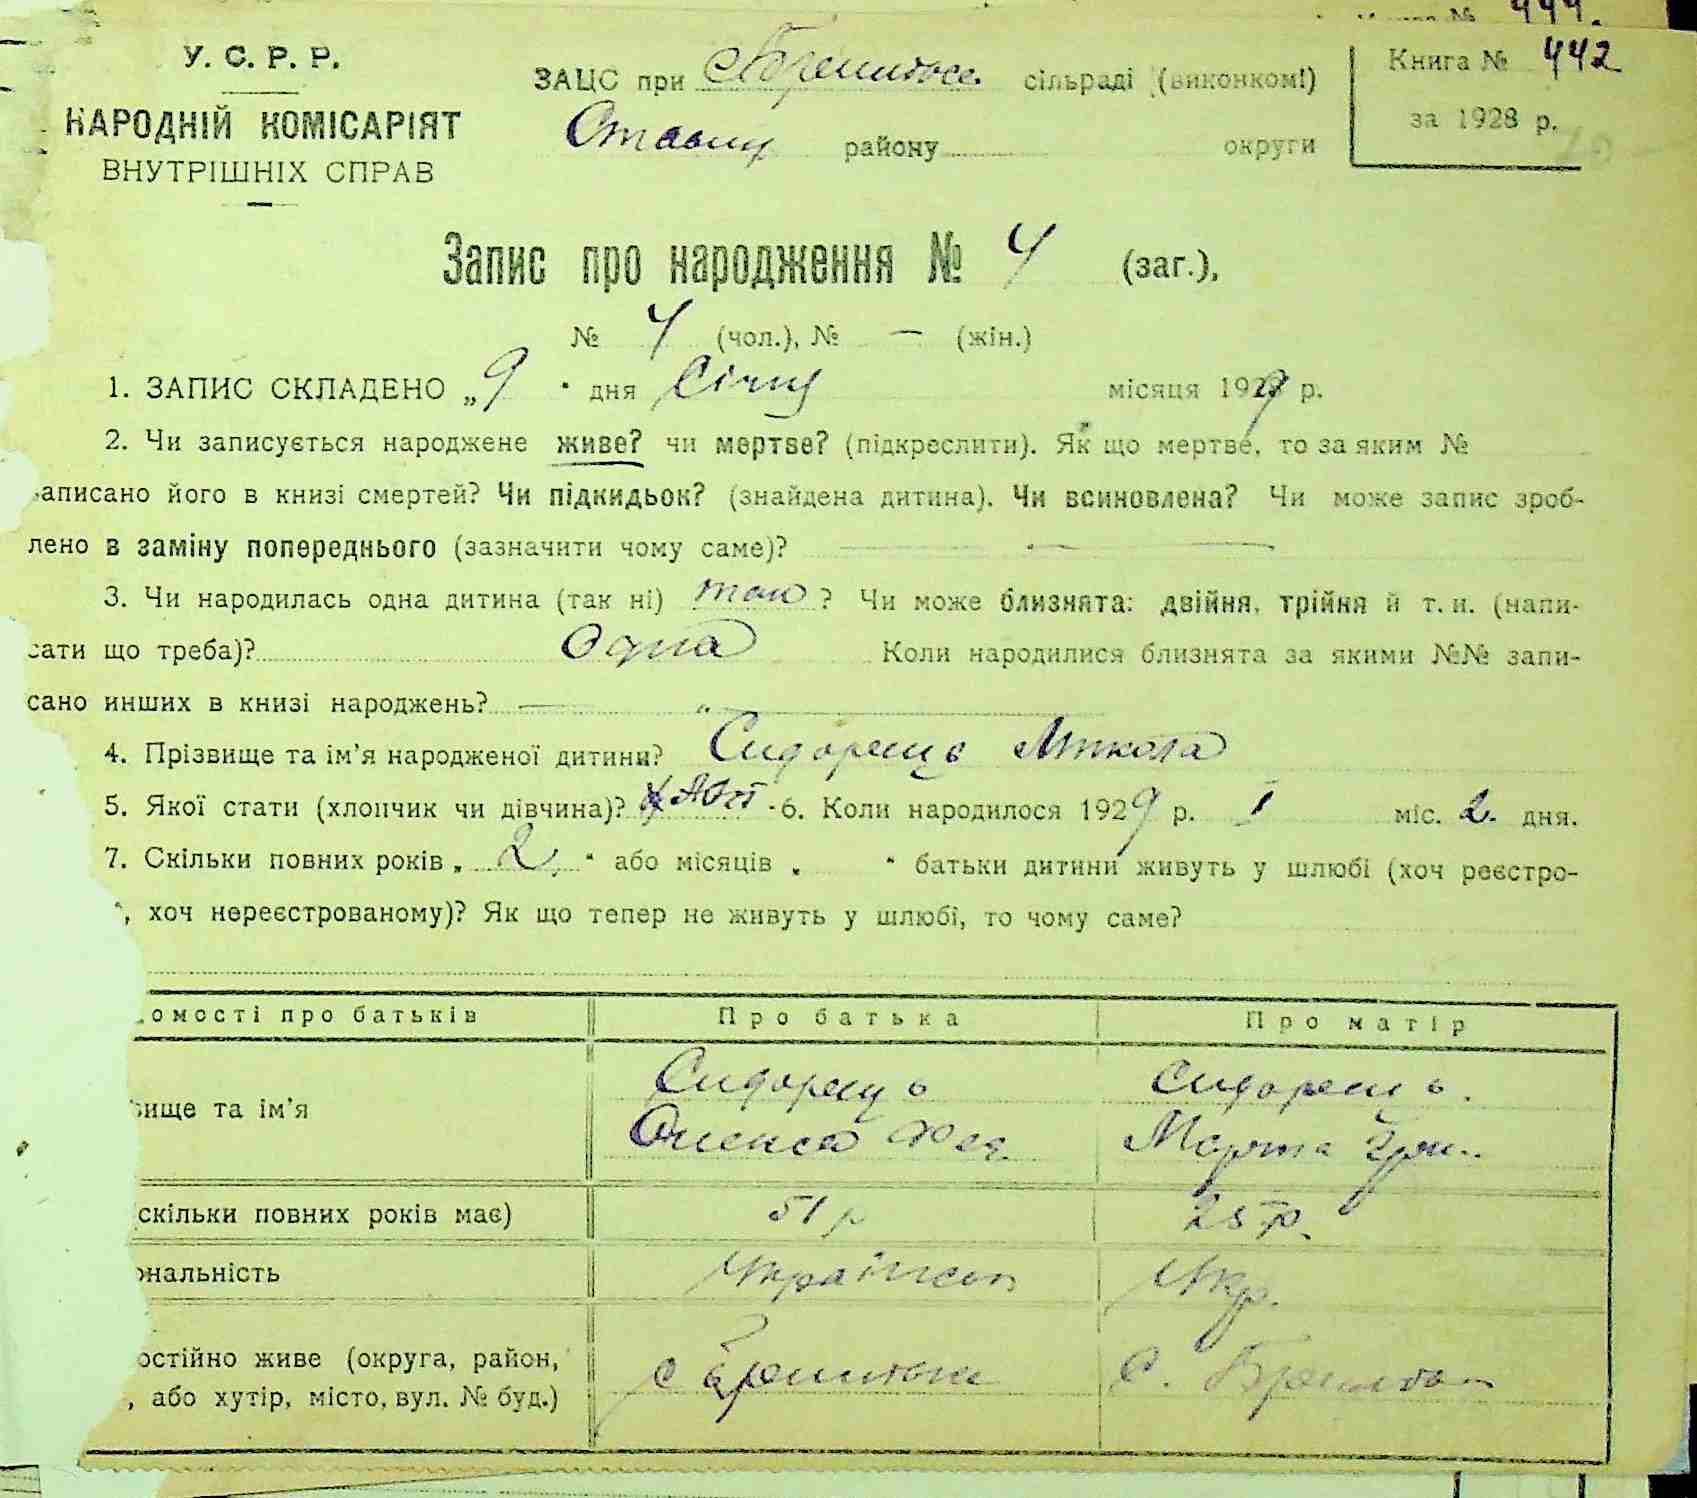 У. С. Р. Р.
НАРОДНІЙ КОМІСАРІЯТ
ВНУТРІШНІХ СПРАВ
ЗАЦС при сільраді (виконкомі)
району округи
Книга № 442
за 1928 р.
Запис про народження № 4 (заг.),
№ 4 (чол.), № — (жін.)
1. ЗАПИС СКЛАДЕНО „9“ дня Січня місяця 1929 р.
2. Чи записується народжене живе? чи мертве? (підкреслити). Як що мертве, то за яким №
записано його в книзі смертей? Чи підкидьок? (знайдена дитина). Чи всиновлена? Чи може запис зроб-
лено в заміну попереднього (зазначити чому саме)? —
3. Чи народилась одна дитина (так ні) так? Чи може близнята: двійня, трійня й т. и. (напи-
сати що треба)? Одна Коли народилися близнята за якими №№ запи-
сано инших в книзі народжень? — „
4. Прізвище та ім’я народженої дитини? Сидорець Микола
5. Якої стати (хлопчик чи дівчина)? 6. Коли народилося 1929 р. I міс. 2 дня.
7. Скільки повних років „2“ або місяців „ “ батьки дитини живуть у шлюбі (хоч реєстро-
, хоч нереєстрованому)? Як що тепер не живуть у шлюбі, то чому саме?
домості про батьків Про батька Про матір
вище та ім’я Сидорець Сидорець
Олекса Марта
скільки повних років має) 51 р 25 р.
ональність Українец Укр.
остійно живе (округа, район,
, або хутір, місто, вул. № буд.) с с.